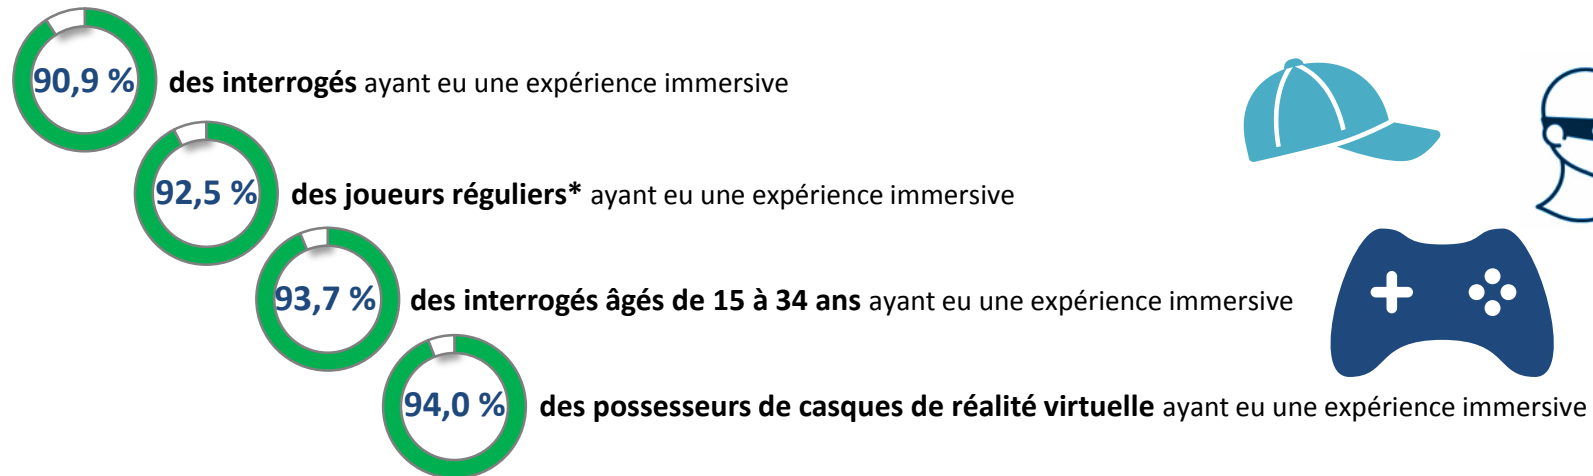 90,9 % des interrogés ayant eu une expérience immersive
92,5 % des joueurs réguliers* ayant eu une expérience immersive
93,7 % des interrogés âgés de 15 à 34 ans ayant eu une expérience immersive
94,0 % des possesseurs de casques de réalité virtuelle ayant eu une expérience immersive